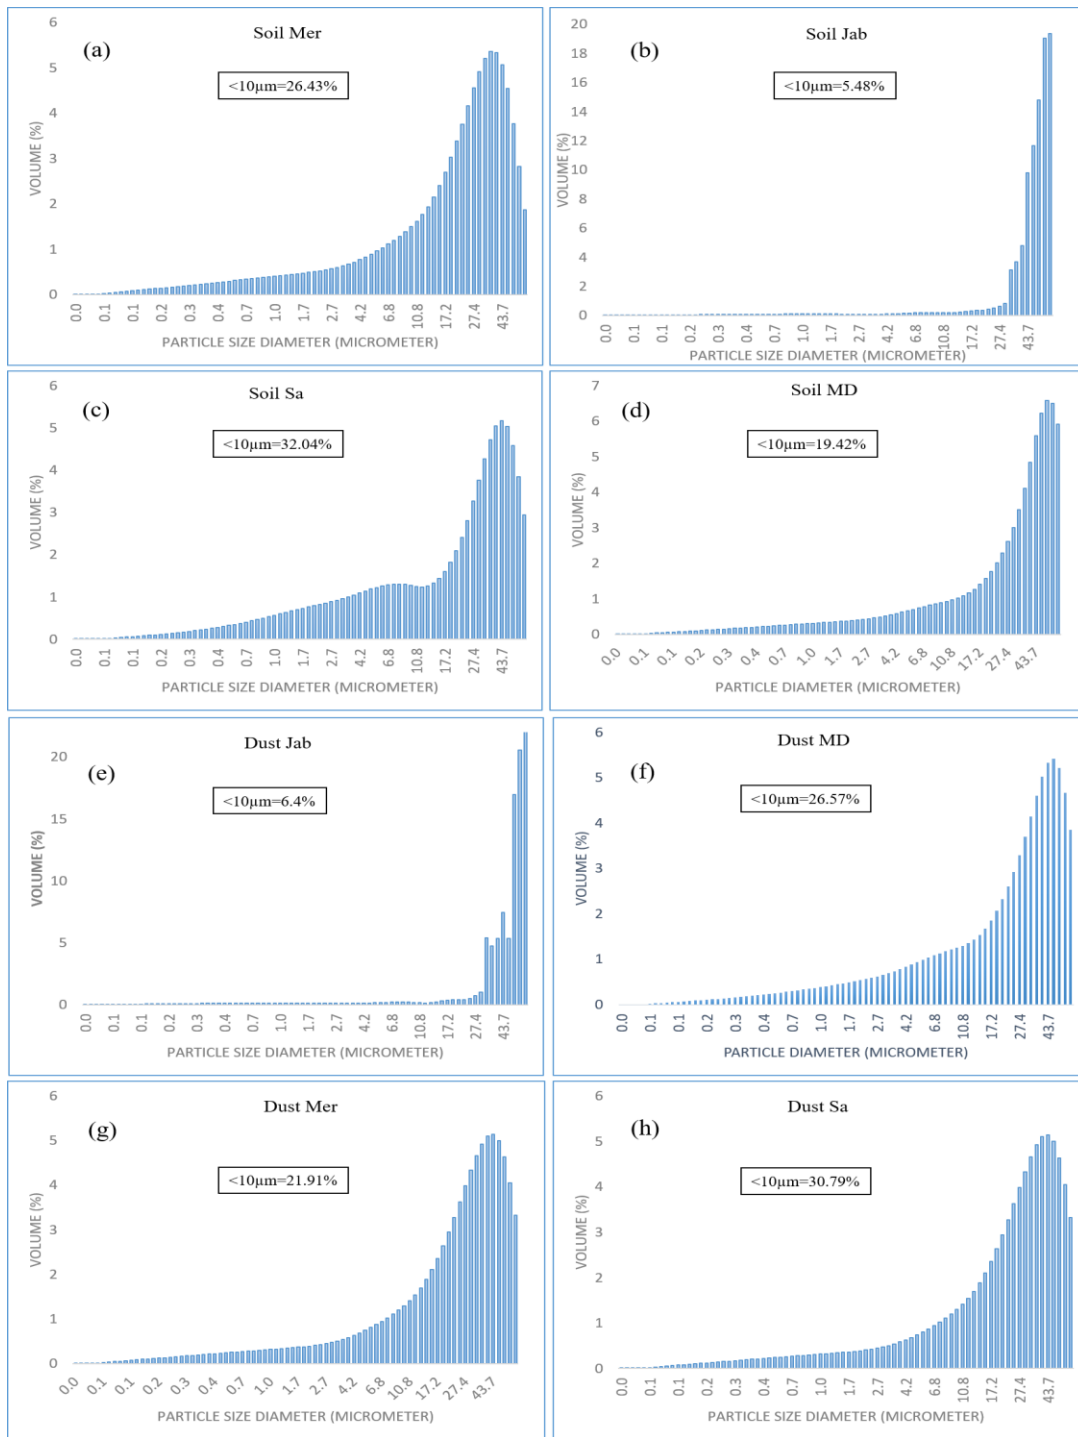 Soil Mer
(a)
<10µm=26.43%
VOLUME (%)
6
5
4
3
2
1
0
0.0 0.1 0.1 0.2 0.3 0.4 0.7 1.0 1.7 2.7 4.2 6.8 10.8 17.2 27.4 43.7
PARTICLE SIZE DIAMETER (MICROMETER)
Soil Jab
(b)
<10µm=5.48%
VOLUME (%)
20
18
16
14
12
10
8
6
4
2
0
0.0 0.1 0.1 0.2 0.3 0.4 0.7 1.0 1.7 2.7 4.2 6.8 10.8 17.2 27.4 43.7
PARTICLE SIZE DIAMETER (MICROMETER)
Soil Sa
(c)
<10µm=32.04%
VOLUME (%)
6
5
4
3
2
1
0
0.0 0.1 0.1 0.2 0.3 0.4 0.7 1.0 1.7 2.7 4.2 6.8 10.8 17.2 27.4 43.7
PARTICLE SIZE DIAMETER (MICROMETER)
Soil MD
(d)
<10µm=19.42%
VOLUME (%)
7
6
5
4
3
2
1
0
0.0 0.1 0.1 0.2 0.3 0.4 0.7 1.0 1.7 2.7 4.2 6.8 10.8 17.2 27.4 43.7
PARTICLE DIAMETER (MICROMETER)
Dust Jab
(e)
<10µm=6.4%
VOLUME (%)
20
15
10
5
0
0.0 0.1 0.1 0.2 0.3 0.4 0.7 1.0 1.7 2.7 4.2 6.8 10.8 17.2 27.4 43.7
PARTICLE SIZE DIAMETER (MICROMETER)
Dust MD
(f)
<10µm=26.57%
VOLUME (%)
6
5
4
3
2
1
0
0.0 0.1 0.1 0.2 0.3 0.4 0.7 1.0 1.7 2.7 4.2 6.8 10.8 17.2 27.4 43.7
PARTICLE DIAMETER (MICROMETER)
Dust Mer
(g)
<10µm=21.91%
VOLUME (%)
6
5
4
3
2
1
0
0.0 0.1 0.1 0.2 0.3 0.4 0.7 1.0 1.7 2.7 4.2 6.8 10.8 17.2 27.4 43.7
PARTICLE SIZE DIAMETER (MICROMETER)
Dust Sa
(h)
<10µm=30.79%
VOLUME (%)
6
5
4
3
2
1
0
0.0 0.1 0.1 0.2 0.3 0.4 0.7 1.0 1.7 2.7 4.2 6.8 10.8 17.2 27.4 43.7
PARTICLE SIZE DIAMETER (MICROMETER)